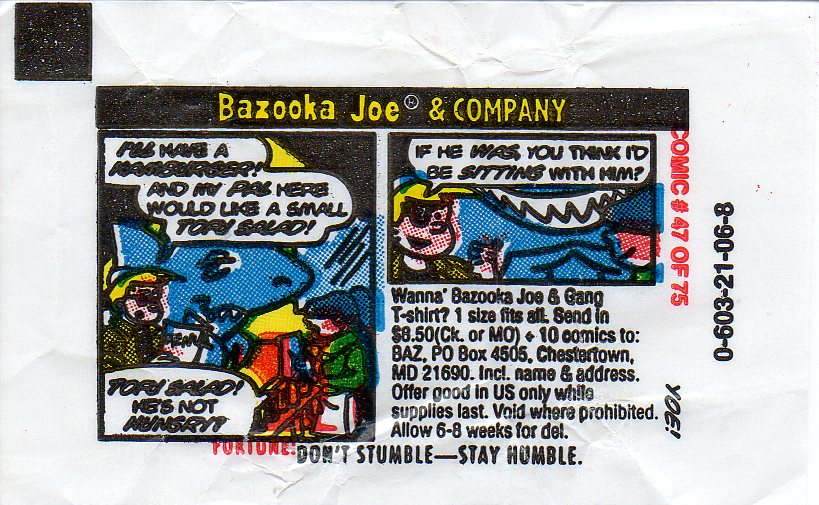 Bazooka Joe® & COMPANY
I'LL HAVE A
HAMBURGER!
AND MY PAL HERE
WOULD LIKE A SMALL
TOFU SALAD!
TOFU SALAD!
HE'S NOT
HUNGRY?
IF HE WAS, YOU THINK I'D
BE SITTING WITH HIM?
Wanna' Bazooka Joe & Gang
T-shirt? 1 size fits all. Send in
$8.50(Ck. or MO) + 10 comics to:
BAZ, PO Box 4505, Chestertown,
MD 21690. Incl. name & address.
Offer good in US only while
supplies last. Void where prohibited.
Allow 6-8 weeks for del.
YOE!
COMIC # 47 OF 75
0-603-21-06-8
FORTUNE: DON'T STUMBLE—STAY HUMBLE.